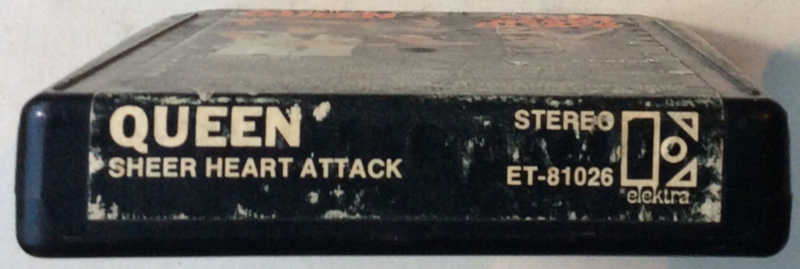 QUEEN
SHEER HEART ATTACK
STEREO
ET-81026
elektra